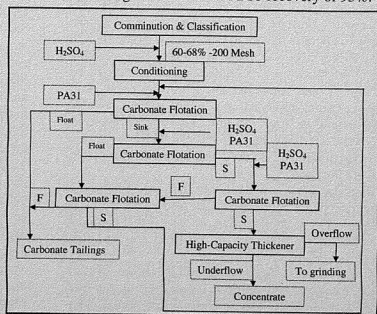 Comminution & Classification
H₂SO₄
60-68% -200 Mesh
Conditioning
PA31
Carbonate Flotation
Float
Sink
H₂SO₄
PA31
Float
Carbonate Flotation
H₂SO₄
PA31
S
F
F
Carbonate Flotation
Carbonate Flotation
S
S
Overflow
High-Capacity Thickener
Carbonate Tailings
Underflow
To grinding
Concentrate